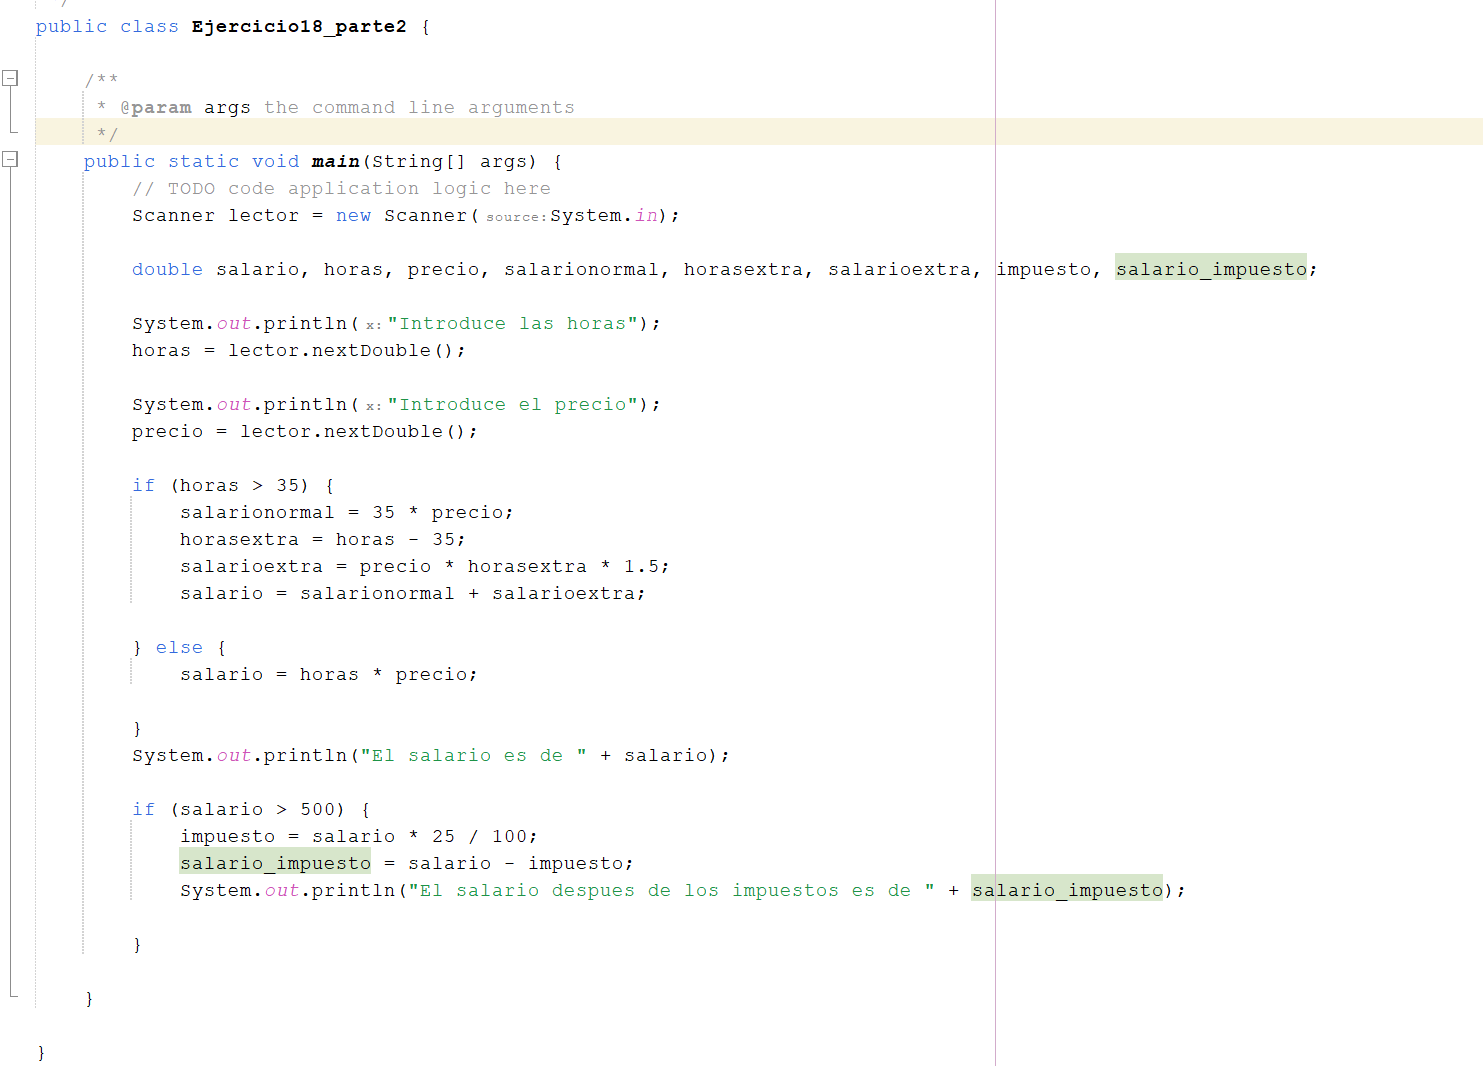 public class Ejercicio18_parte2 {
/**
* @param args the command line arguments
*/
public static void main(String[] args) {
// TODO code application logic here
Scanner lector = new Scanner( source:System.in);
double salario, horas, precio, salarionormal, horasextra, salarioextra, impuesto, salario_impuesto;
System.out.println( x:"Introduce las horas");
horas = lector.nextDouble();
System.out.println( x:"Introduce el precio");
precio = lector.nextDouble();
if (horas > 35) {
salarionormal = 35 * precio;
horasextra = horas - 35;
salarioextra = precio * horasextra * 1.5;
salario = salarionormal + salarioextra;
} else {
salario = horas * precio;
}
System.out.println("El salario es de " + salario);
if (salario > 500) {
impuesto = salario * 25 / 100;
salario_impuesto = salario - impuesto;
System.out.println("El salario despues de los impuestos es de " + salario_impuesto);
}
}
}